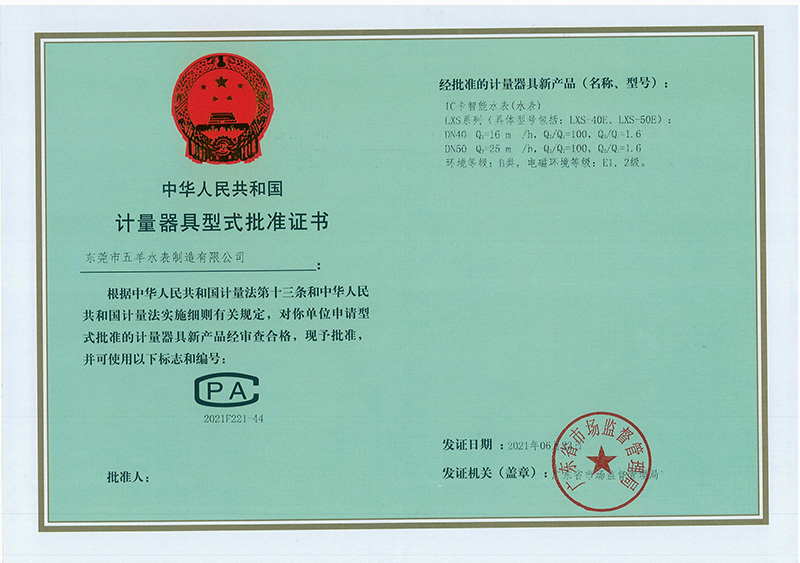 中华人民共和国
计量器具型式批准证书
东莞市五羊水表制造有限公司:
根据中华人民共和国计量法第十三条和中华人民
共和国计量法实施细则有关规定，对你单位申请型
式批准的计量器具新产品经审查合格，现予批准，
并可使用以下标志和编号：
CPA
2021F221-44
批准人：
经批准的计量器具新产品（名称、型号）：
IC卡智能水表(水表)
LXS系列（具体型号包括：LXS-40E、LXS-50E）：
DN40 Q₃=16 m /h，Q₃/Q₁=100，Q₂/Q₁=1.6
DN50 Q₃=25 m /h，Q₃/Q₁=100，Q₂/Q₁=1.6
环境等级：B类，电磁环境等级：E1，2级。
发证日期：2021年06月
发证机关（盖章）：广东省市场监督管理局
广东省市场监督管理局